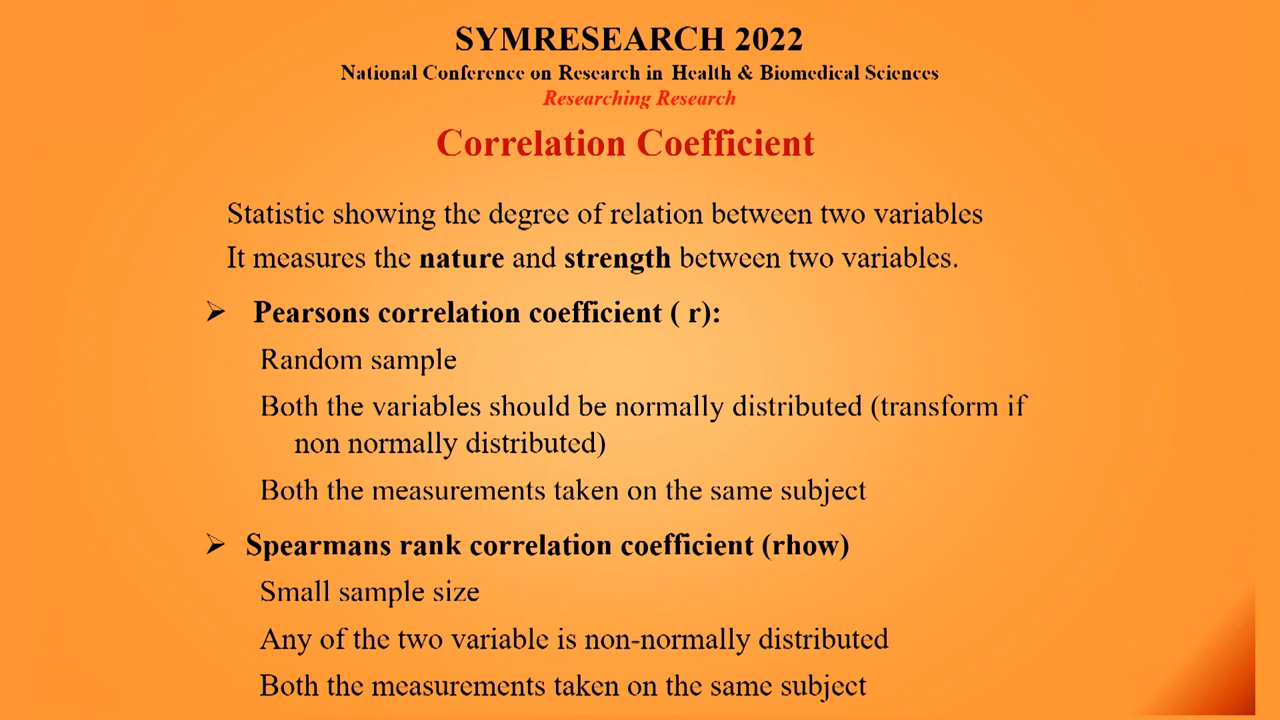 SYMRESEARCH 2022
National Conference on Research in Health & Biomedical Sciences
Researching Research
Correlation Coefficient
Statistic showing the degree of relation between two variables
It measures the nature and strength between two variables.
➢ Pearsons correlation coefficient ( r):
Random sample
Both the variables should be normally distributed (transform if
non normally distributed)
Both the measurements taken on the same subject
➢ Spearmans rank correlation coefficient (rhow)
Small sample size
Any of the two variable is non-normally distributed
Both the measurements taken on the same subject